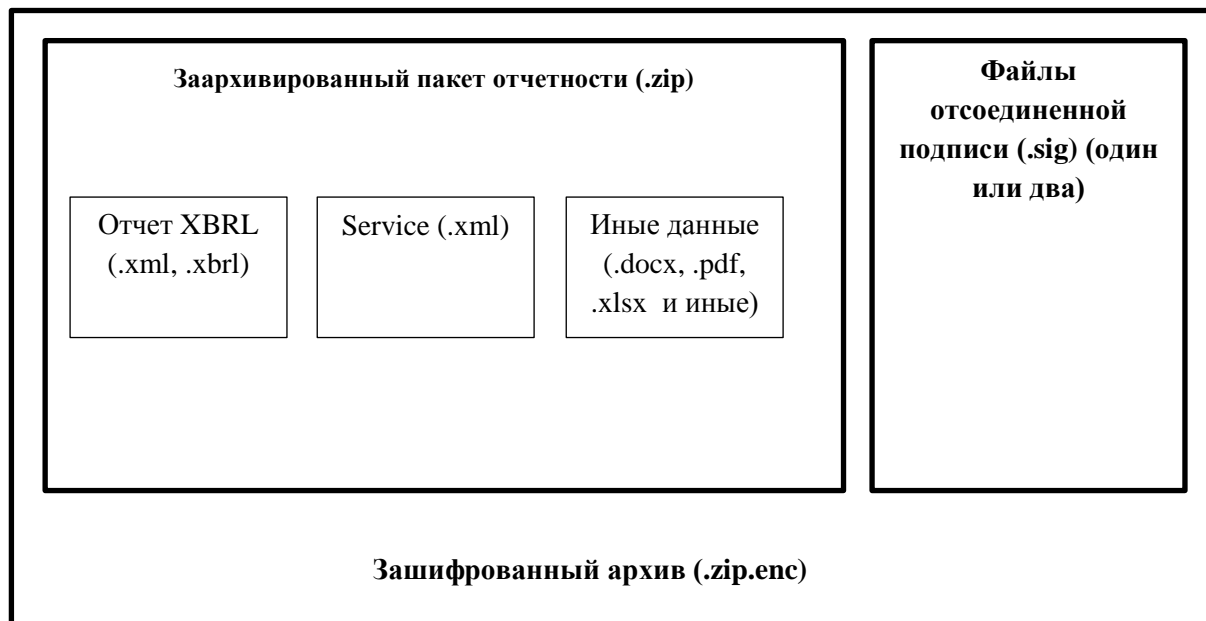 Заархивированный пакет отчетности (.zip)
Файлы
отсоединенной
подписи (.sig) (один
или два)
Отчет XBRL
(.xml, .xbrl)
Service (.xml)
Иные данные
(.docx, .pdf,
.xlsx и иные)
Зашифрованный архив (.zip.enc)